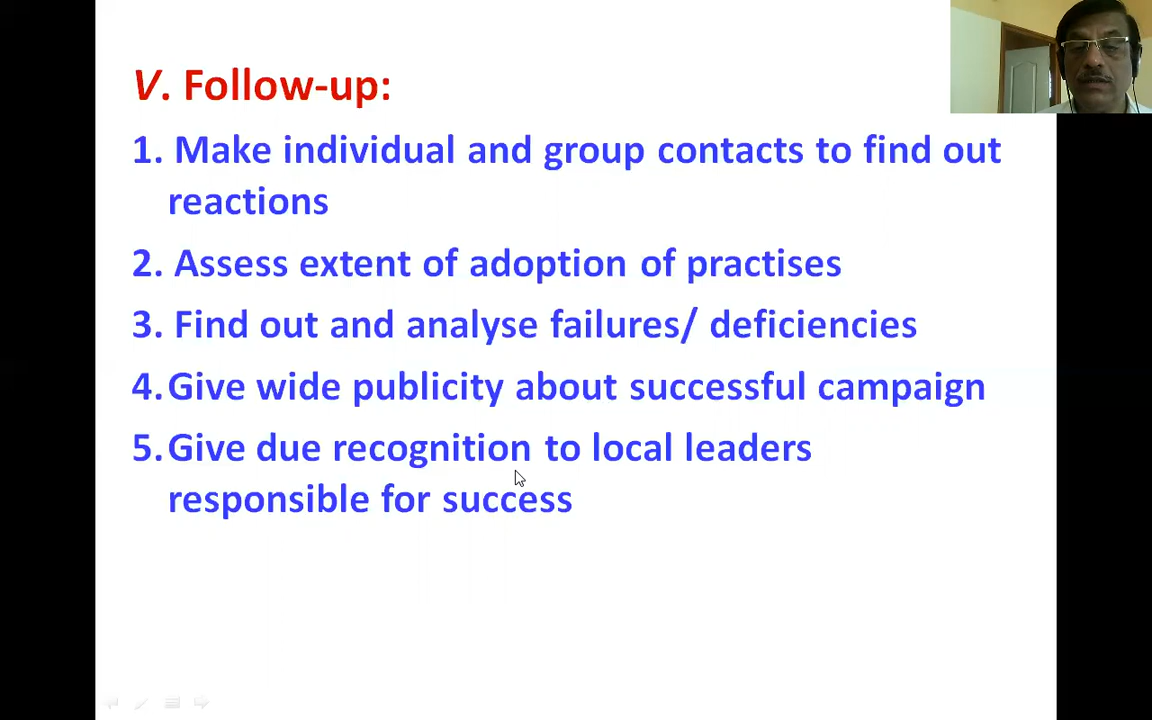 V. Follow-up:
1. Make individual and group contacts to find out
reactions
2. Assess extent of adoption of practises
3. Find out and analyse failures/ deficiencies
4. Give wide publicity about successful campaign
5. Give due recognition to local leaders
responsible for success